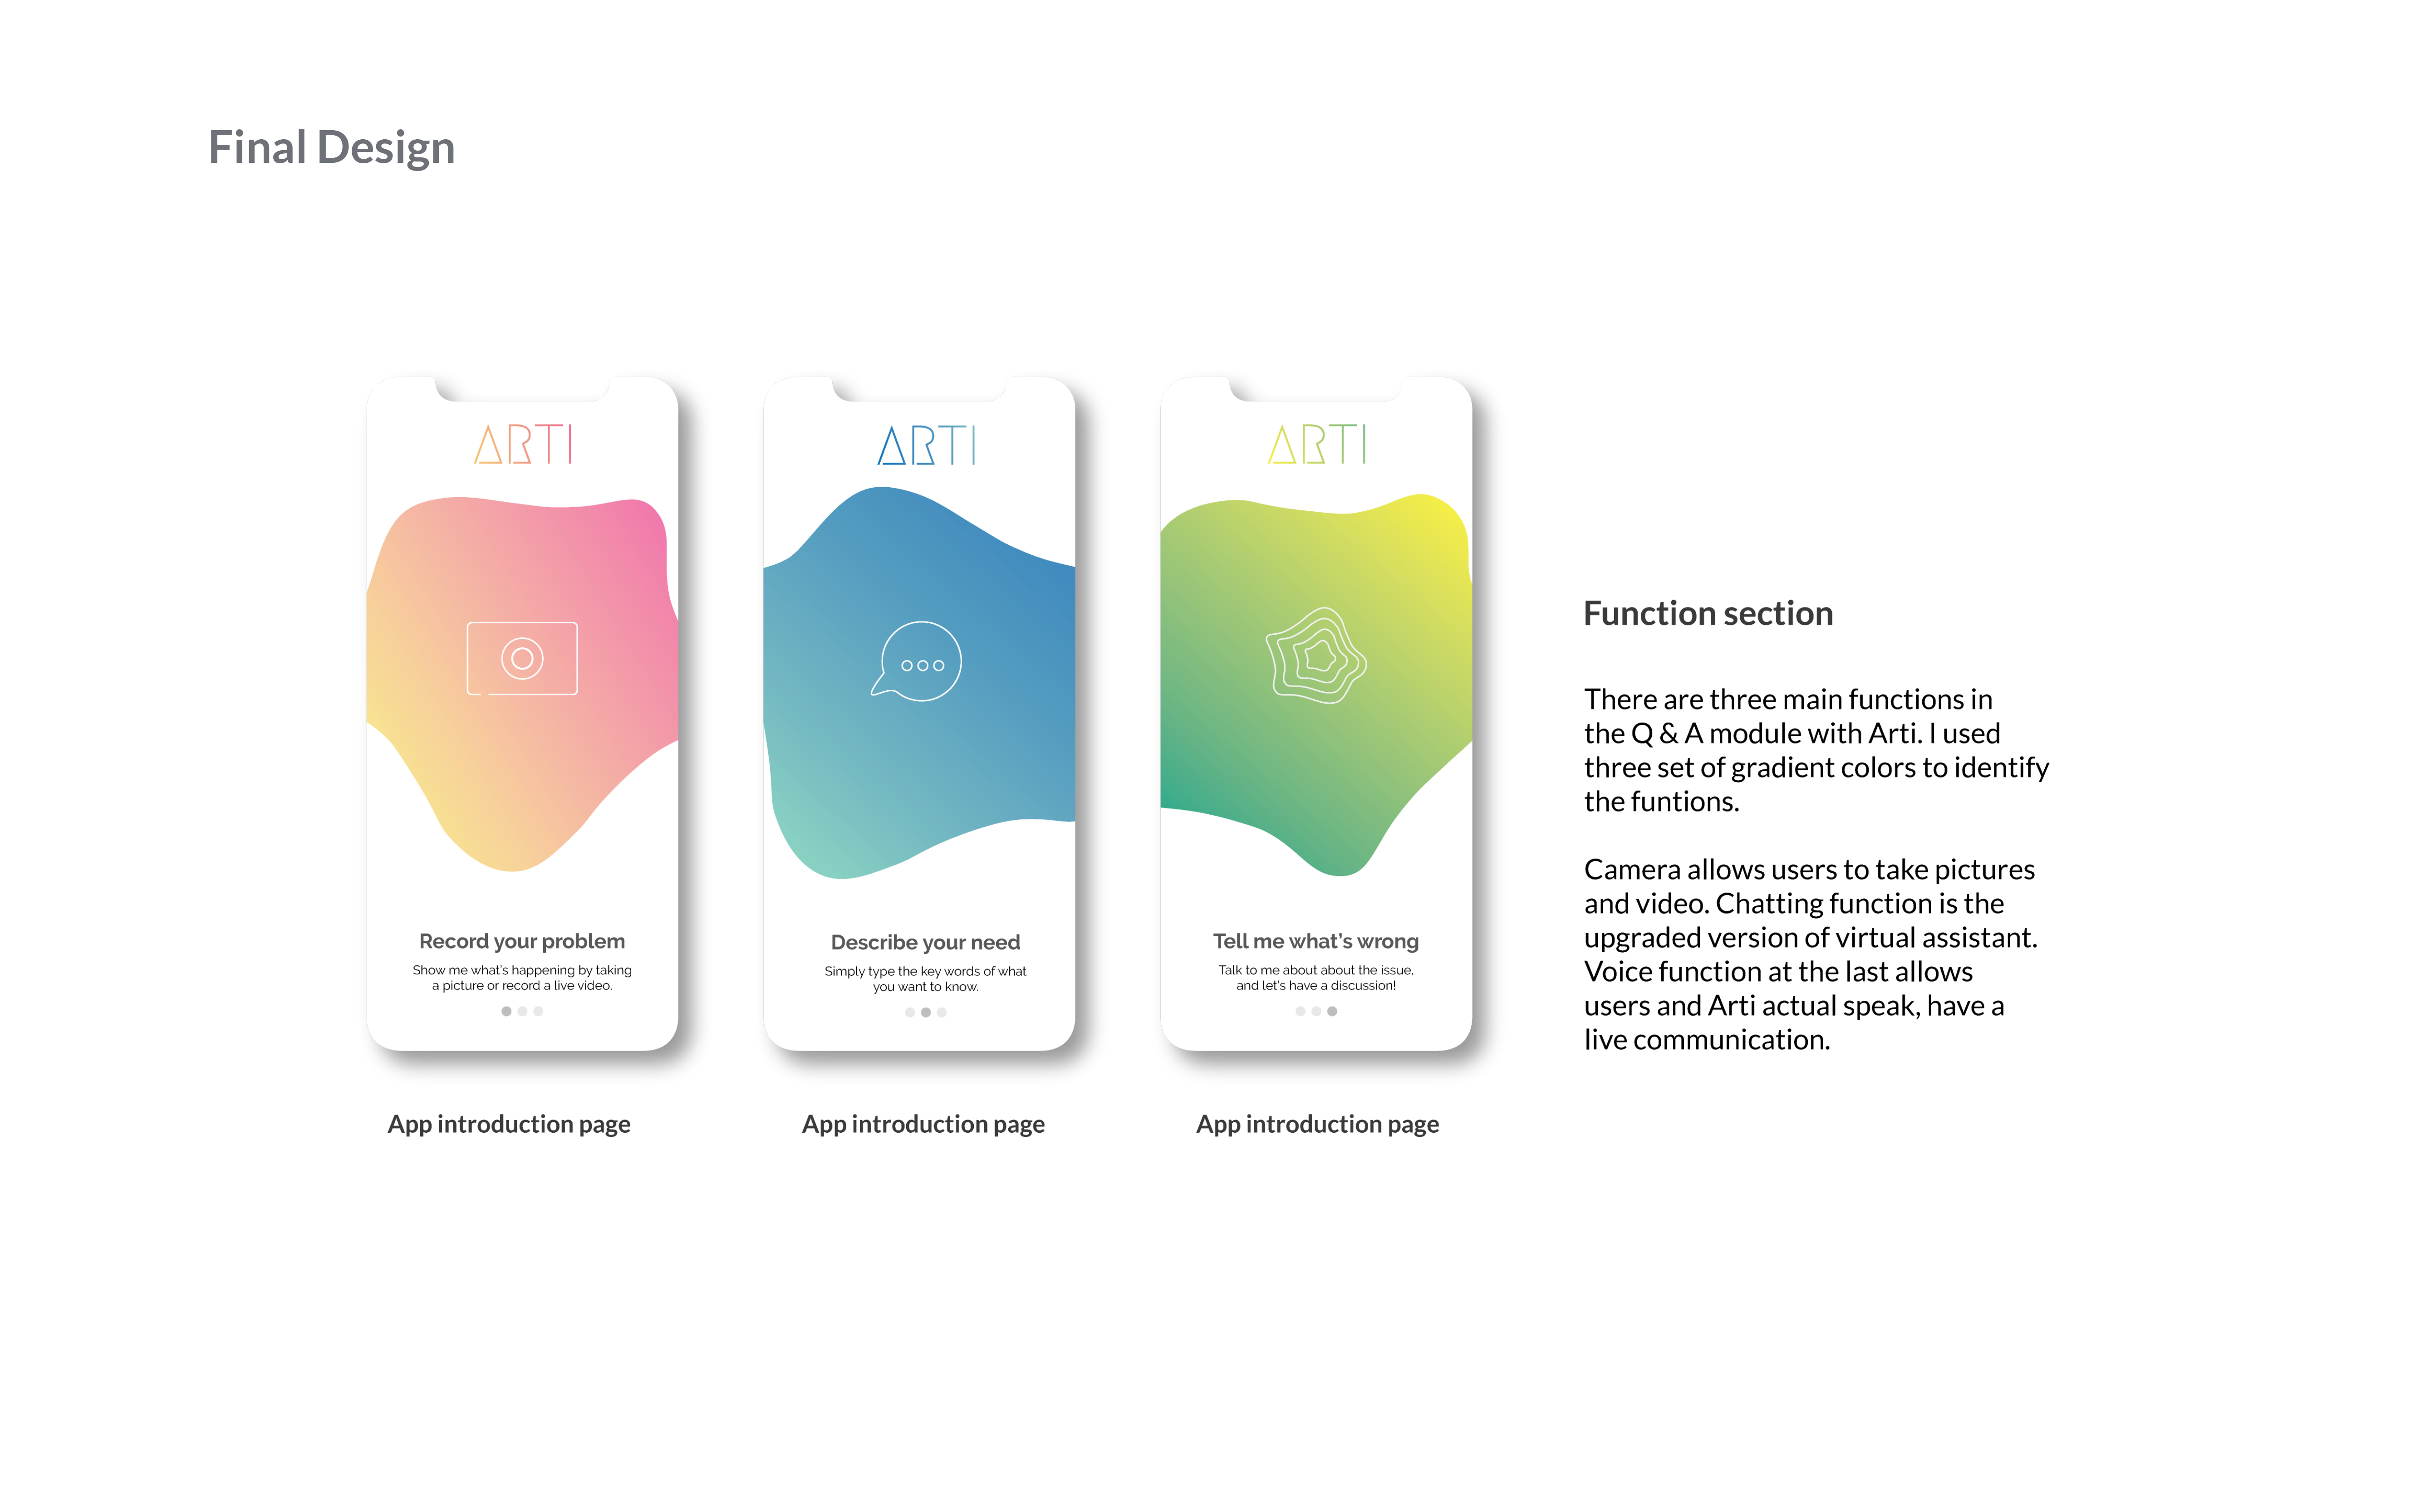 Final Design
ARTI
Record your problem
Show me what's happening by taking
a picture or record a live video.
App introduction page
ARTI
Describe your need
Simply type the key words of what
you want to know.
App introduction page
ARTI
Tell me what's wrong
Talk to me about about the issue,
and let's have a discussion!
App introduction page
Function section
There are three main functions in
the Q & A module with Arti. I used
three set of gradient colors to identify
the funtions.
Camera allows users to take pictures
and video. Chatting function is the
upgraded version of virtual assistant.
Voice function at the last allows
users and Arti actual speak, have a
live communication.